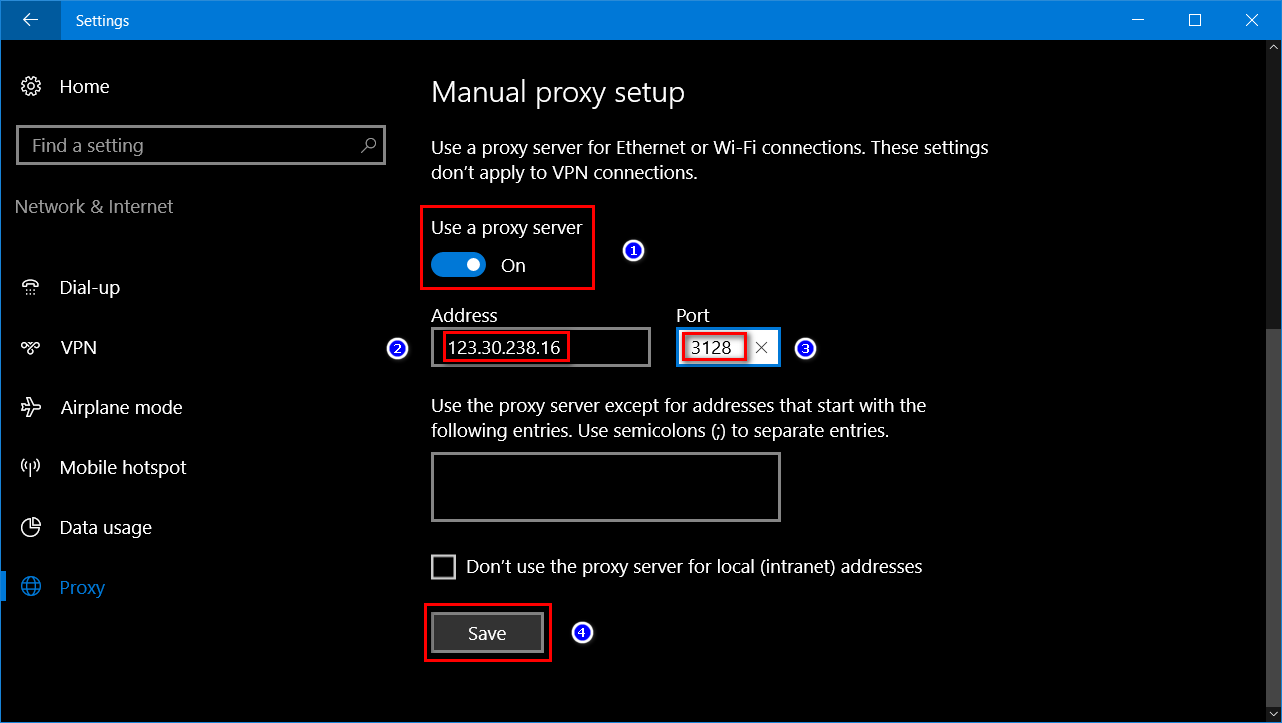 Settings
Home
Find a setting
Network & Internet
Dial-up
VPN
Airplane mode
Mobile hotspot
Data usage
Proxy
Manual proxy setup
Use a proxy server for Ethernet or Wi-Fi connections. These settings
don't apply to VPN connections.
Use a proxy server
On
1
Address
Port
2
123.30.238.16
3128
3
Use the proxy server except for addresses that start with the
following entries. Use semicolons (;) to separate entries.
Don't use the proxy server for local (intranet) addresses
Save
4